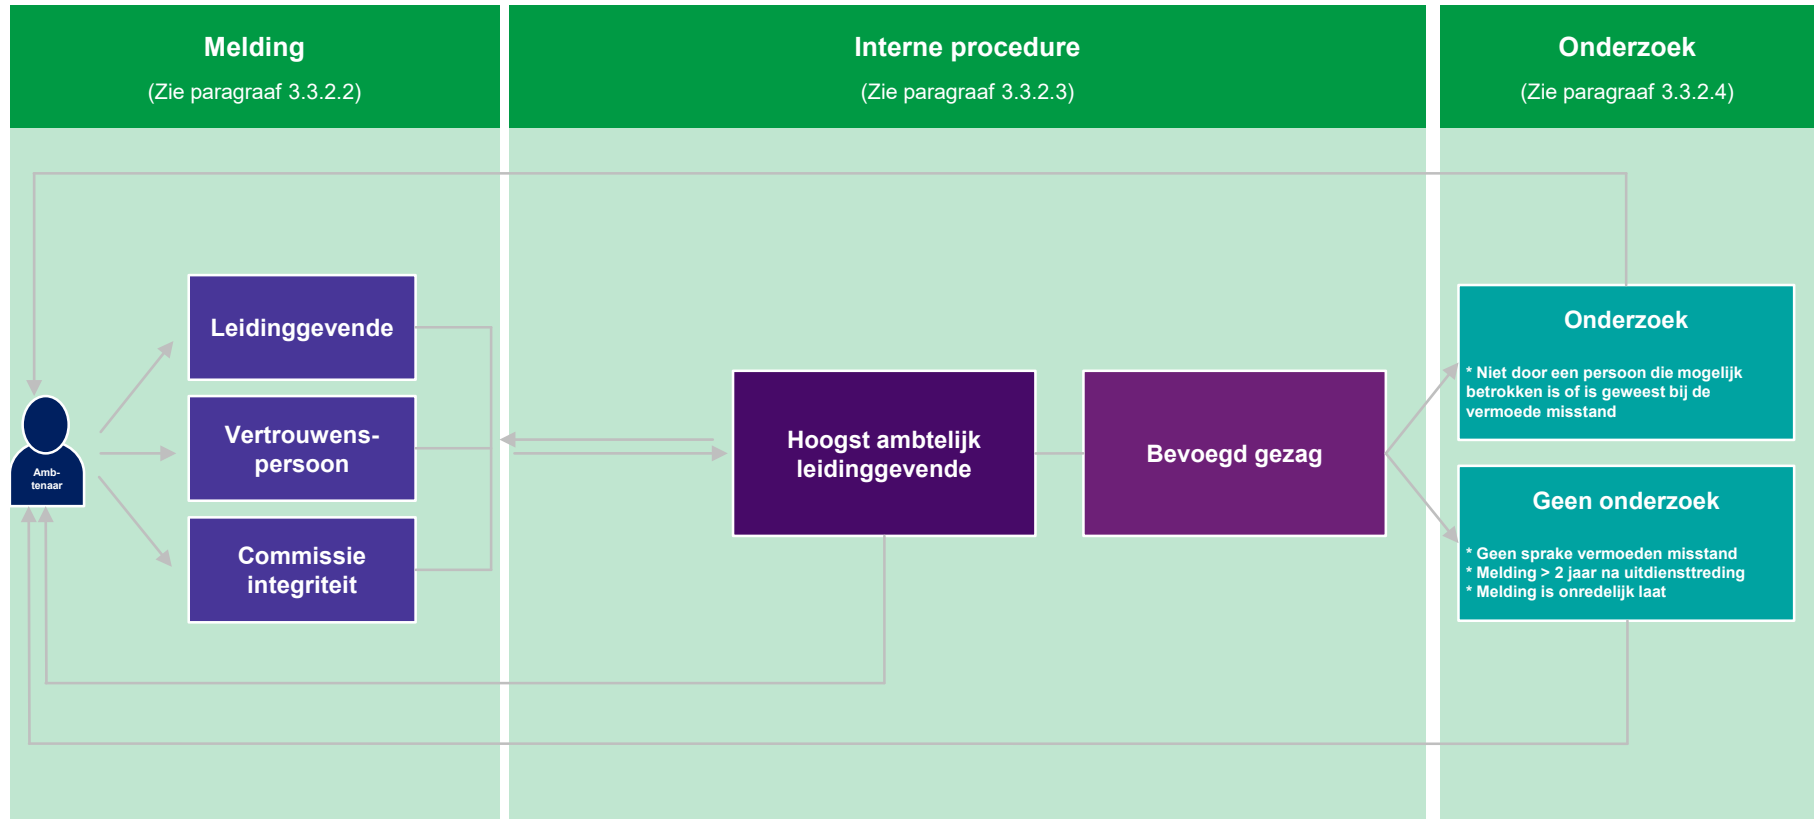 Melding
(Zie paragraaf 3.3.2.2)
Interne procedure
(Zie paragraaf 3.3.2.3)
Onderzoek
(Zie paragraaf 3.3.2.4)
Amb-
tenaar
Leidinggevende
Vertrouwens-
persoon
Commissie
integriteit
Hoogst ambtelijk
leidinggevende
Bevoegd gezag
Onderzoek
* Niet door een persoon die mogelijk
betrokken is of is geweest bij de
vermoede misstand
Geen onderzoek
* Geen sprake vermoeden misstand
* Melding > 2 jaar na uitdiensttreding
* Melding is onredelijk laat